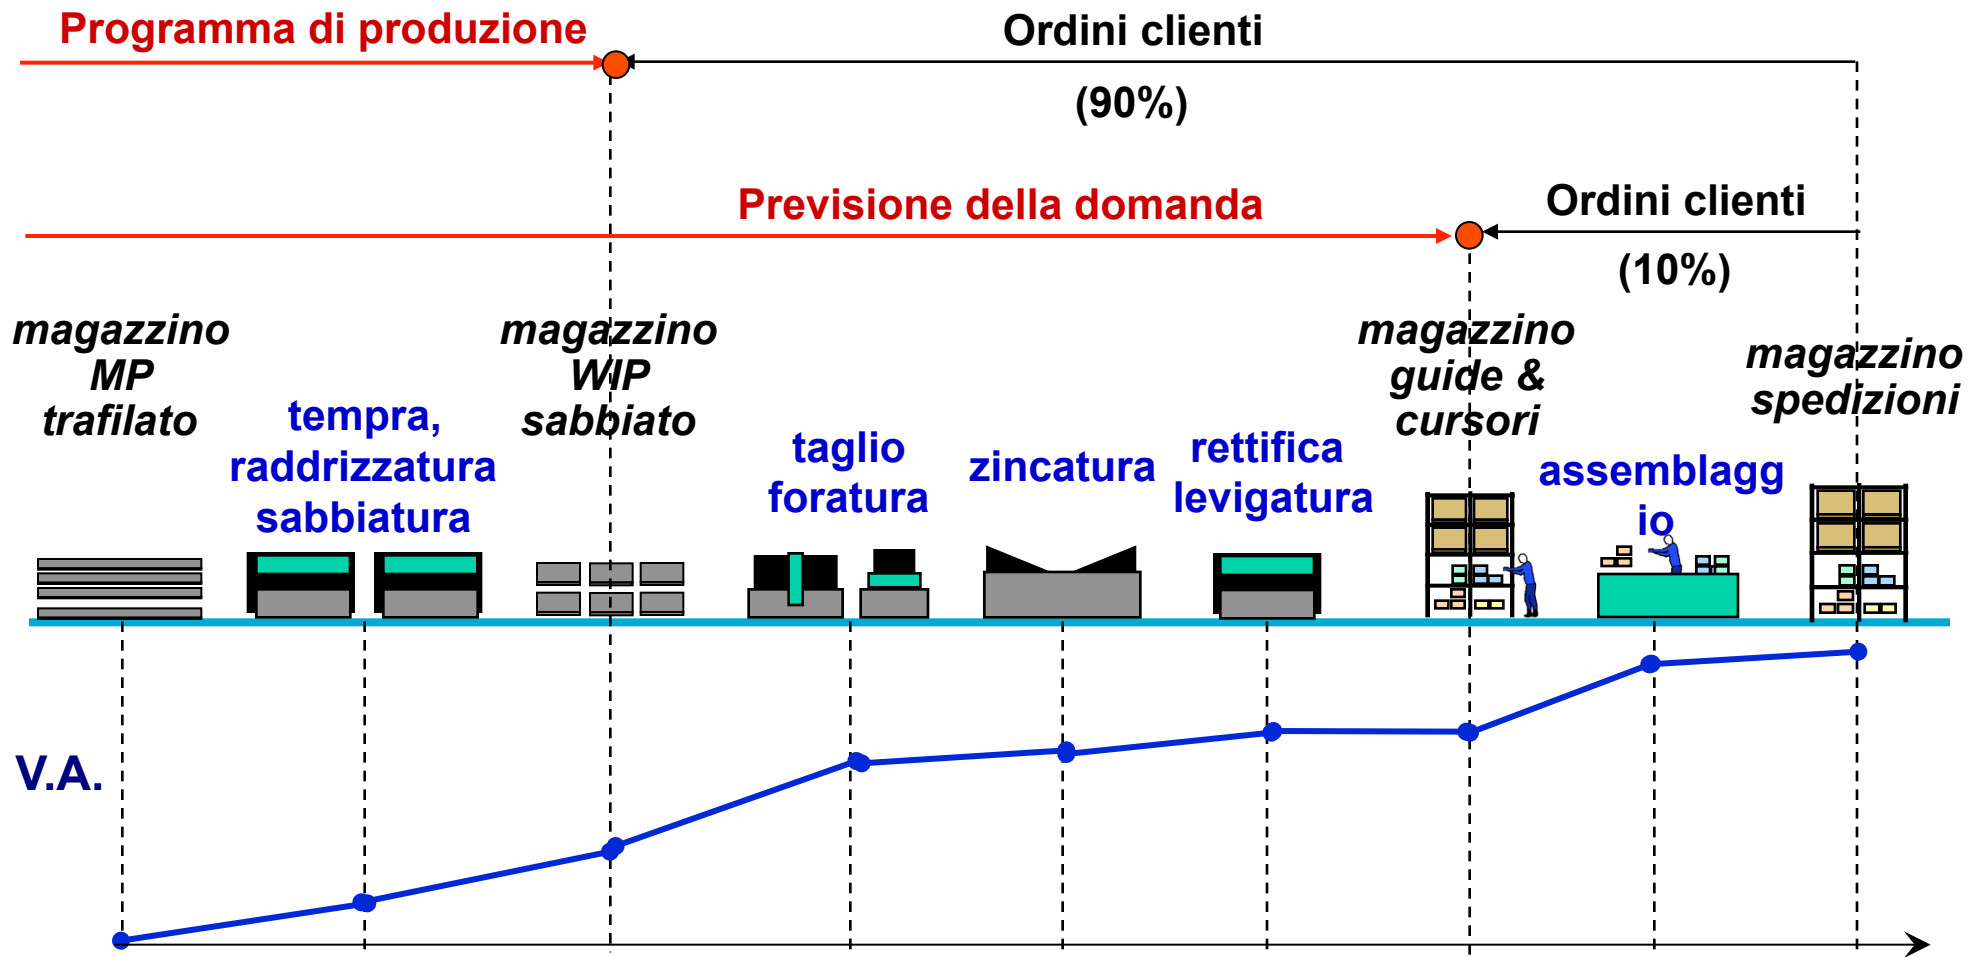 Programma di produzione
Ordini clienti
(90%)
Previsione della domanda
Ordini clienti
(10%)
magazzino
MP
trafilato
tempra,
raddrizzatura
sabbiatura
magazzino
WIP
sabbiato
taglio
foratura
zincatura
rettifica
levigatura
magazzino
guide &
cursori
assemblagg
io
magazzino
spedizioni
V.A.